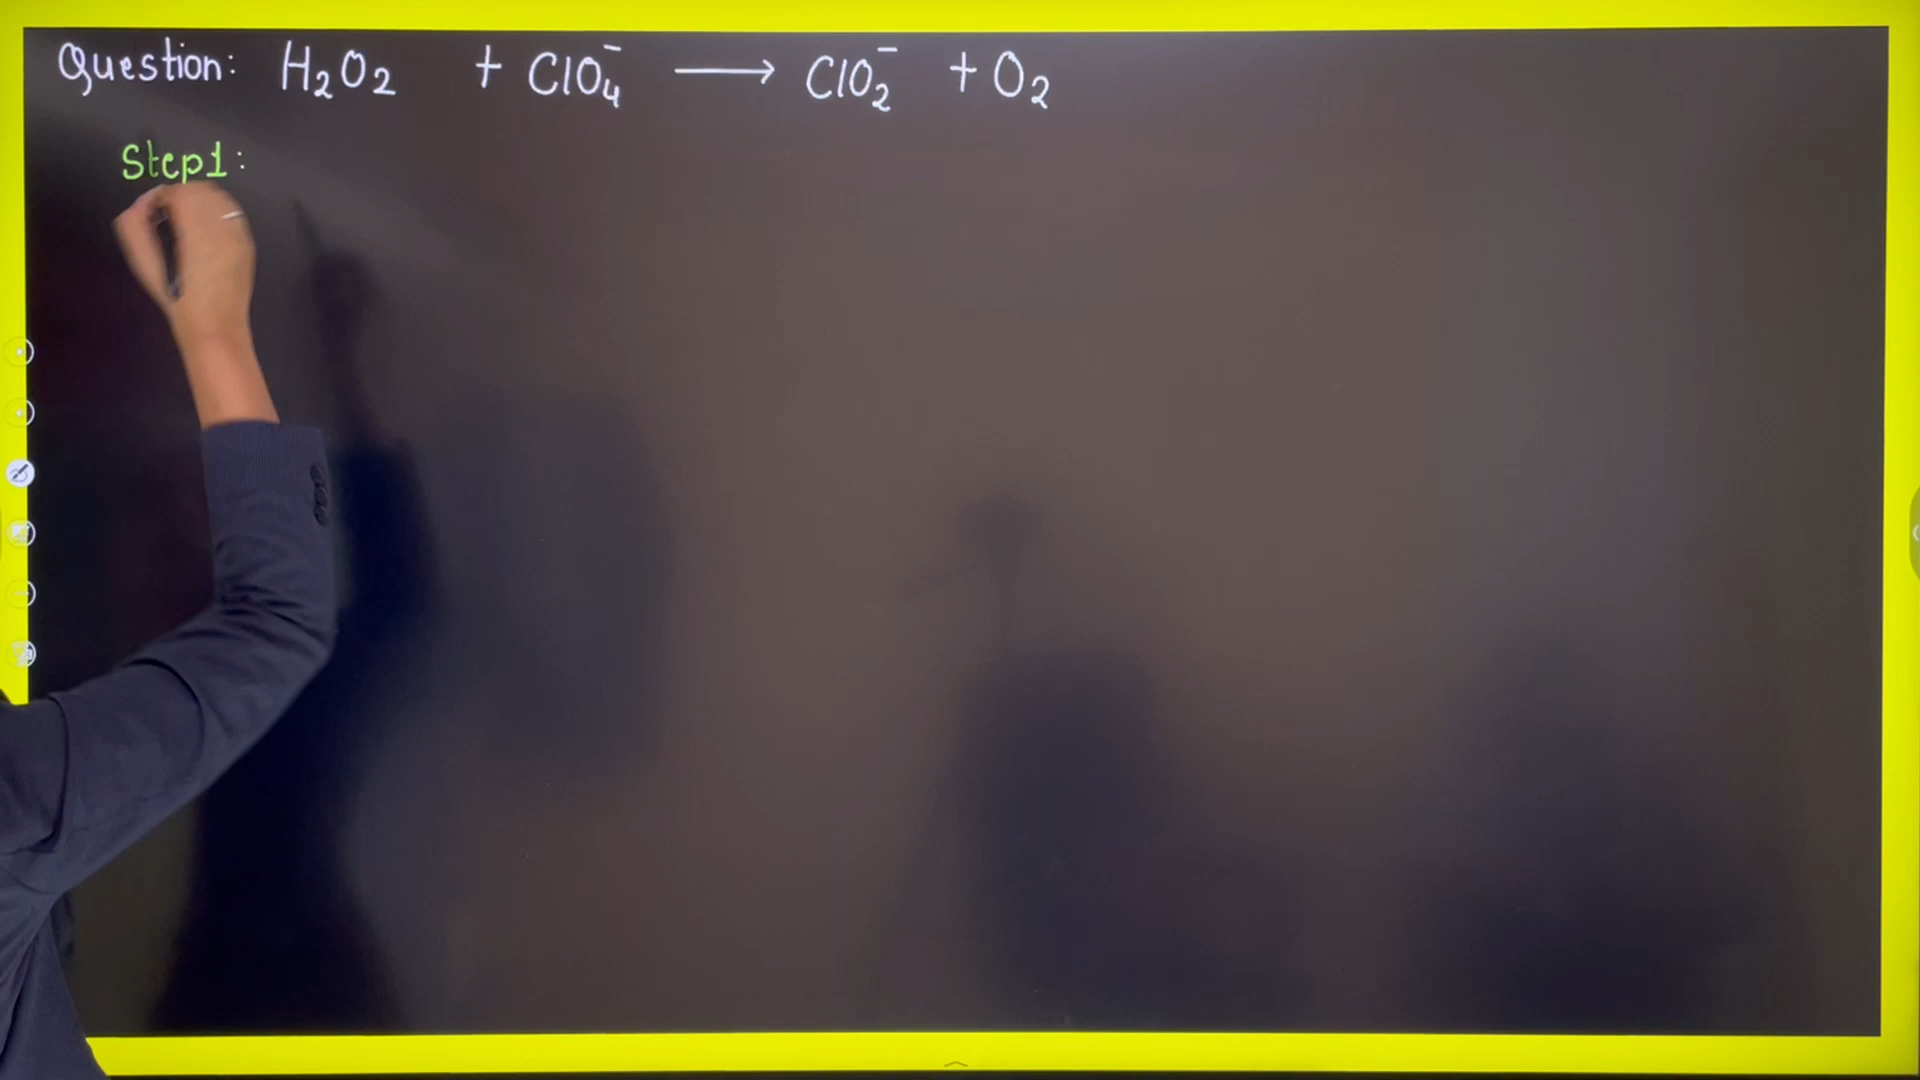 Question: H₂O₂ + ClO₄⁻ ⟶ ClO₂⁻ + O₂
Step1: